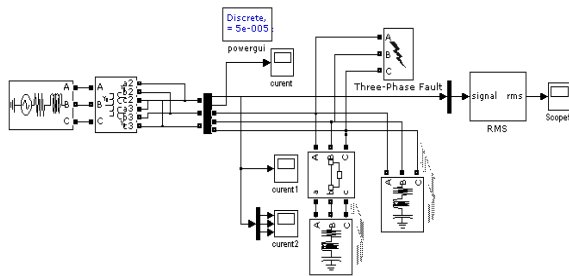 Discrete,
= 5e-005
powergui
curent
A
B
C
Three-Phase Fault
A
B
C
A
B
C
a2
b2
c2
a3
b3
c3
signal rms
RMS
Scope
A B C
a b c
A B C
A B C
curent1
curent2